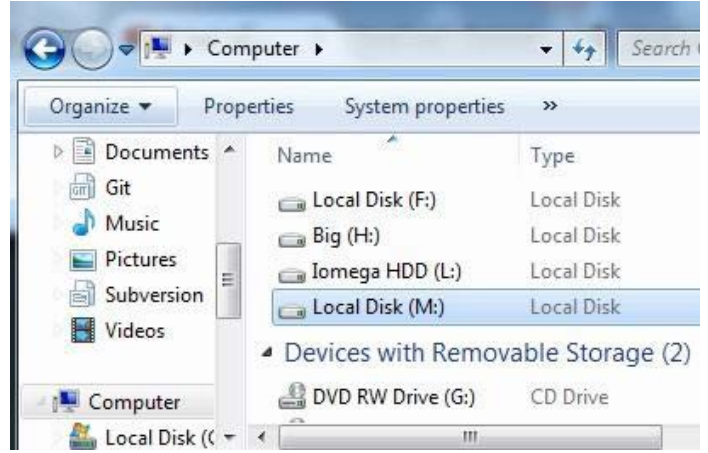 Computer
Search
Organize Properties System properties »
Documents
Git
Music
Pictures
Subversion
Videos
Computer
Local Disk (
Name Type
Local Disk (F:) Local Disk
Big (H:) Local Disk
Iomega HDD (L:) Local Disk
Local Disk (M:) Local Disk
Devices with Removable Storage (2)
DVD RW Drive (G:) CD Drive